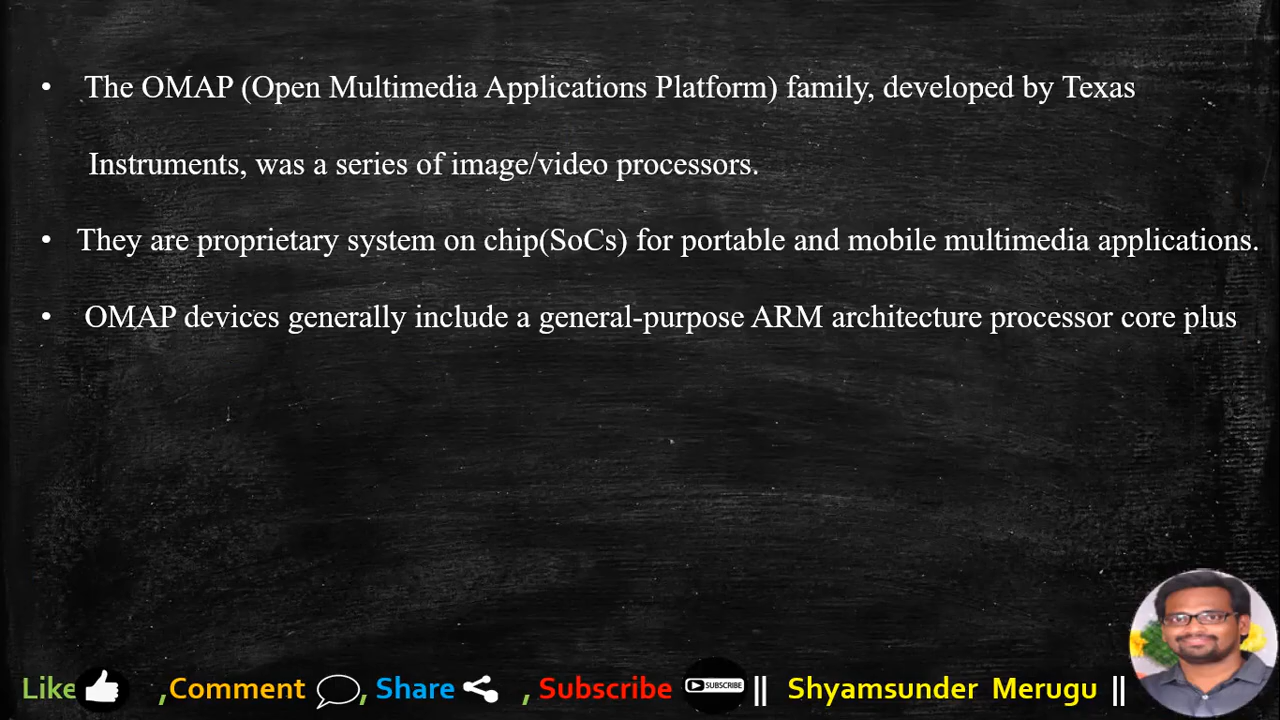 • The OMAP (Open Multimedia Applications Platform) family, developed by Texas
Instruments, was a series of image/video processors.
• They are proprietary system on chip(SoCs) for portable and mobile multimedia applications.
• OMAP devices generally include a general-purpose ARM architecture processor core plus
Like ,Comment , Share , Subscribe SUBSCRIBE || Shyamsunder Merugu ||